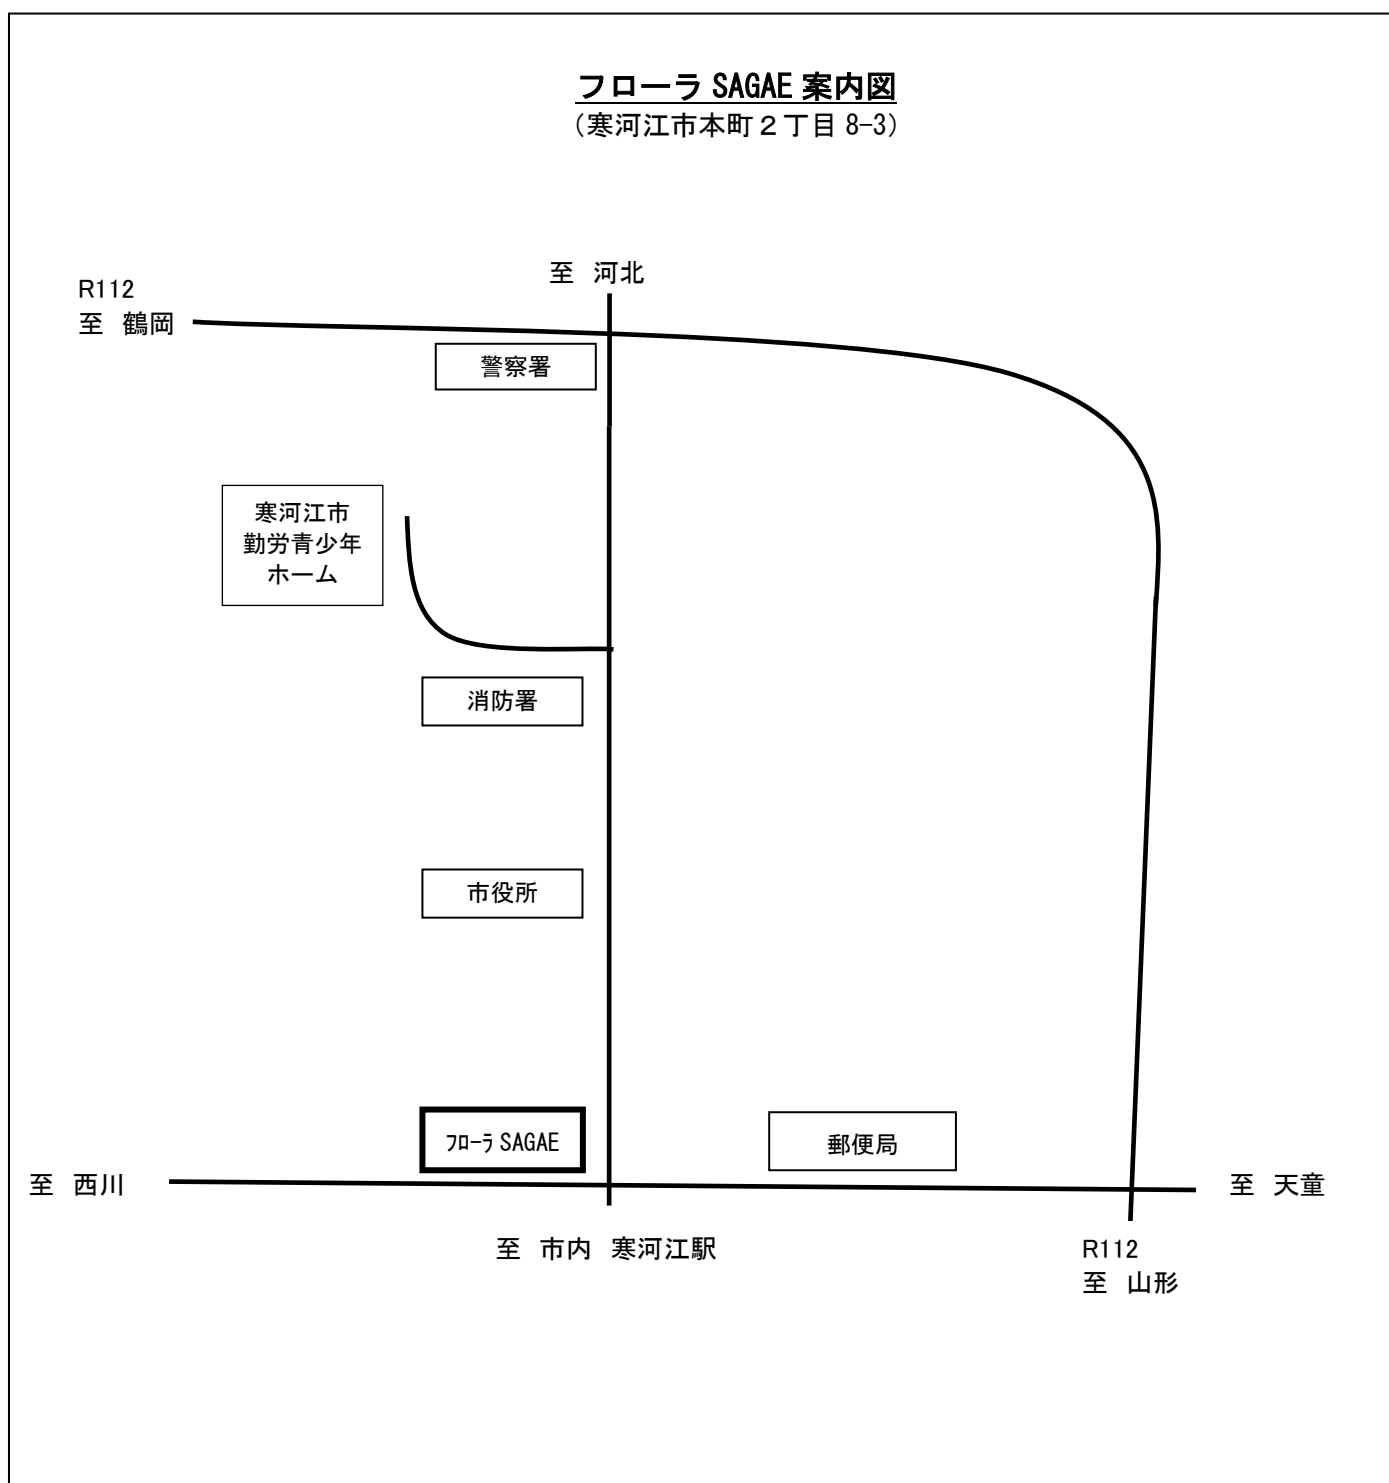 フローラ SAGAE 案内図
（寒河江市本町２丁目 8-3）
至 河北
R112
至 鶴岡
警察署
寒河江市
勤労青少年
ホーム
消防署
市役所
ﾌﾛｰﾗ SAGAE
郵便局
至 西川
至 天童
至 市内 寒河江駅
R112
至 山形